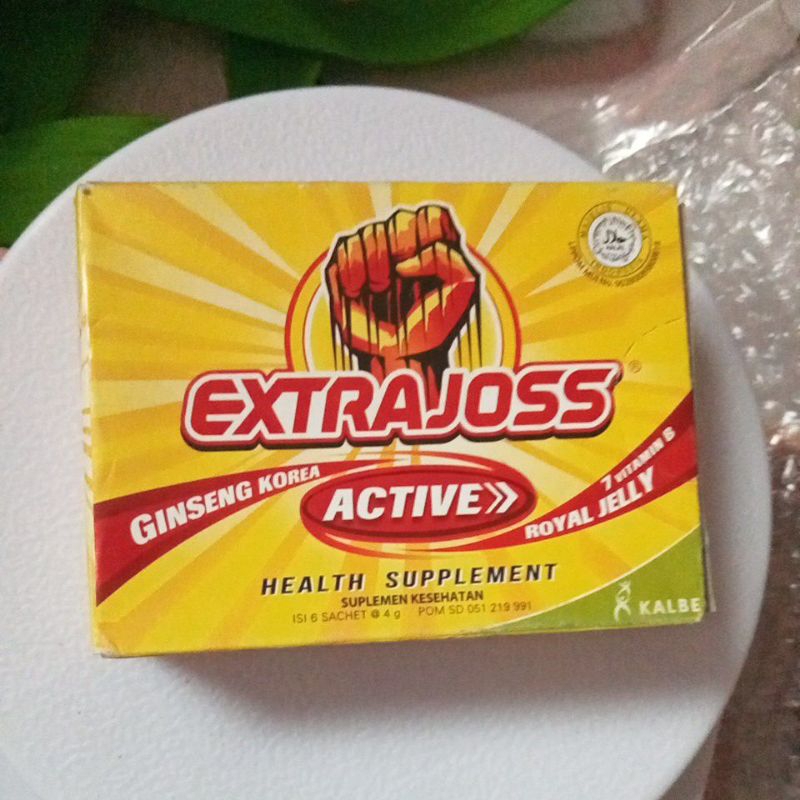 EXTRAJOSS®
GINSENG KOREA
ACTIVE
7 VITAMIN &
ROYAL JELLY
HEALTH SUPPLEMENT
SUPLEMEN KESEHATAN
ISI 6 SACHET @ 4 g POM SD 051 219 991
KALBE